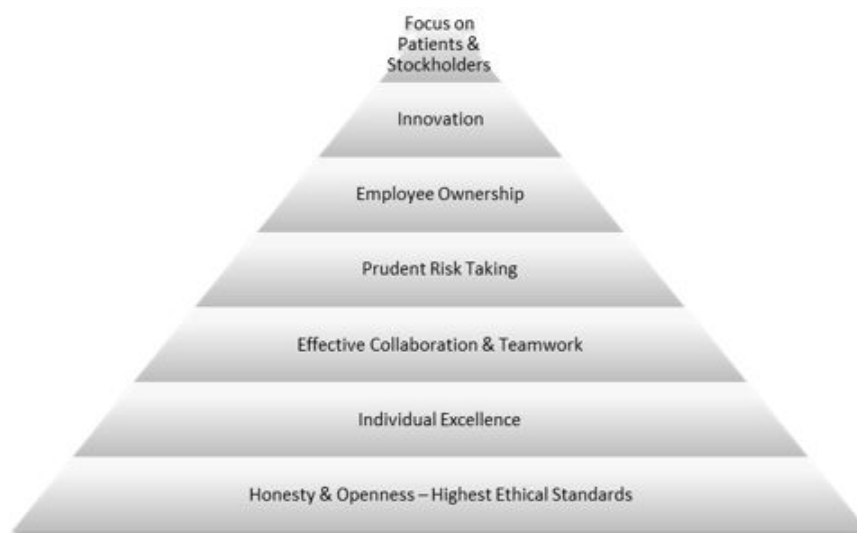 Focus on
Patients &
Stockholders
Innovation
Employee Ownership
Prudent Risk Taking
Effective Collaboration & Teamwork
Individual Excellence
Honesty & Openness – Highest Ethical Standards